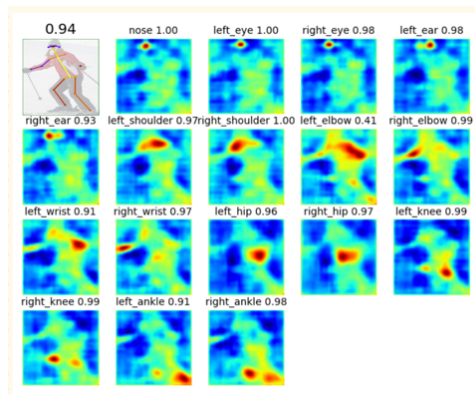 0.94 nose 1.00 left_eye 1.00 right_eye 0.98 left_ear 0.98
right_ear 0.93 left_shoulder 0.97 right_shoulder 1.00 left_elbow 0.41 right_elbow 0.99
left_wrist 0.91 right_wrist 0.97 left_hip 0.96 right_hip 0.97 left_knee 0.99
right_knee 0.99 left_ankle 0.91 right_ankle 0.98